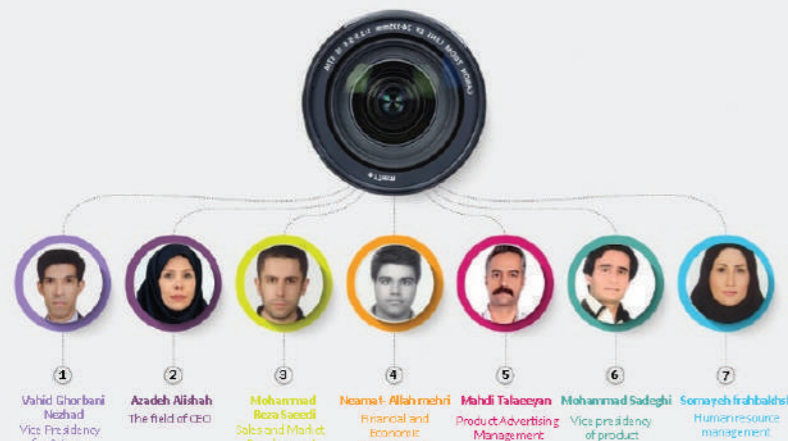 1
2
3
4
5
6
7
Vahid Ghorbani
Nezhad
Vice Presidency
Azadeh Alishah
The field of CEO
Mohammad
Reza Saeedi
Sales and Market
Neamat- Allah mehri
Financial and
Economic
Mahdi Talaeeyan
Product Advertising
Management
Mohammad Sadeghi
Vice presidency
of product
Somayeh frahbakhsh
Human resource
management